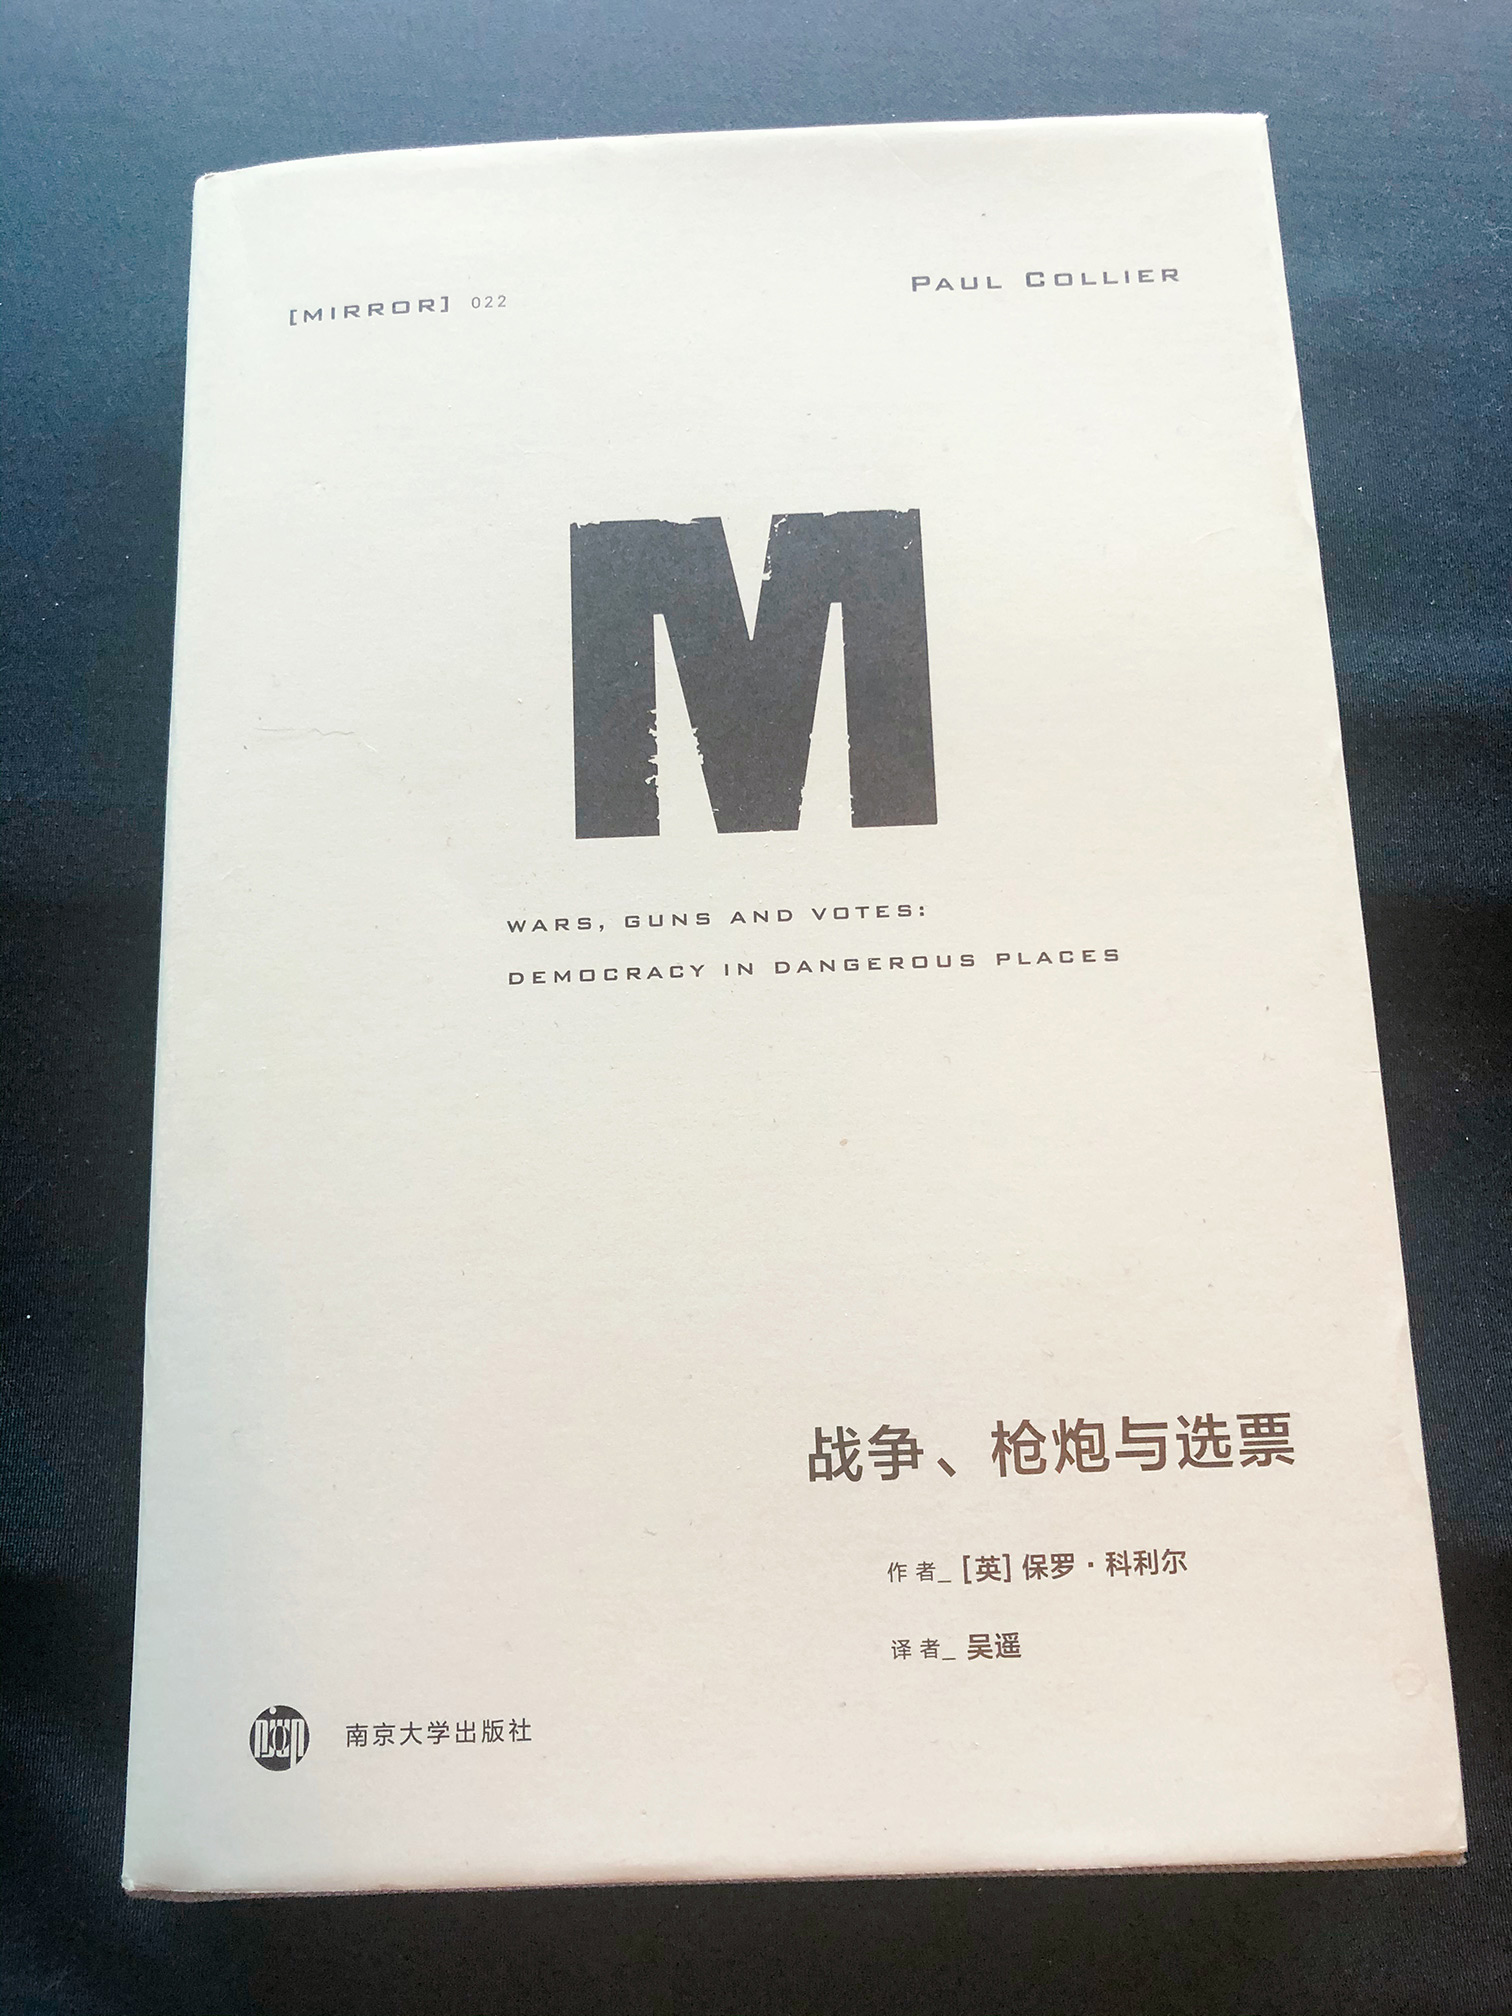 [MIRROR] 022
PAUL COLLIER
M
WARS, GUNS AND VOTES:
DEMOCRACY IN DANGEROUS PLACES
战争、枪炮与选票
作者_ [英] 保罗·科利尔
译者_ 吴遥
南京大学出版社